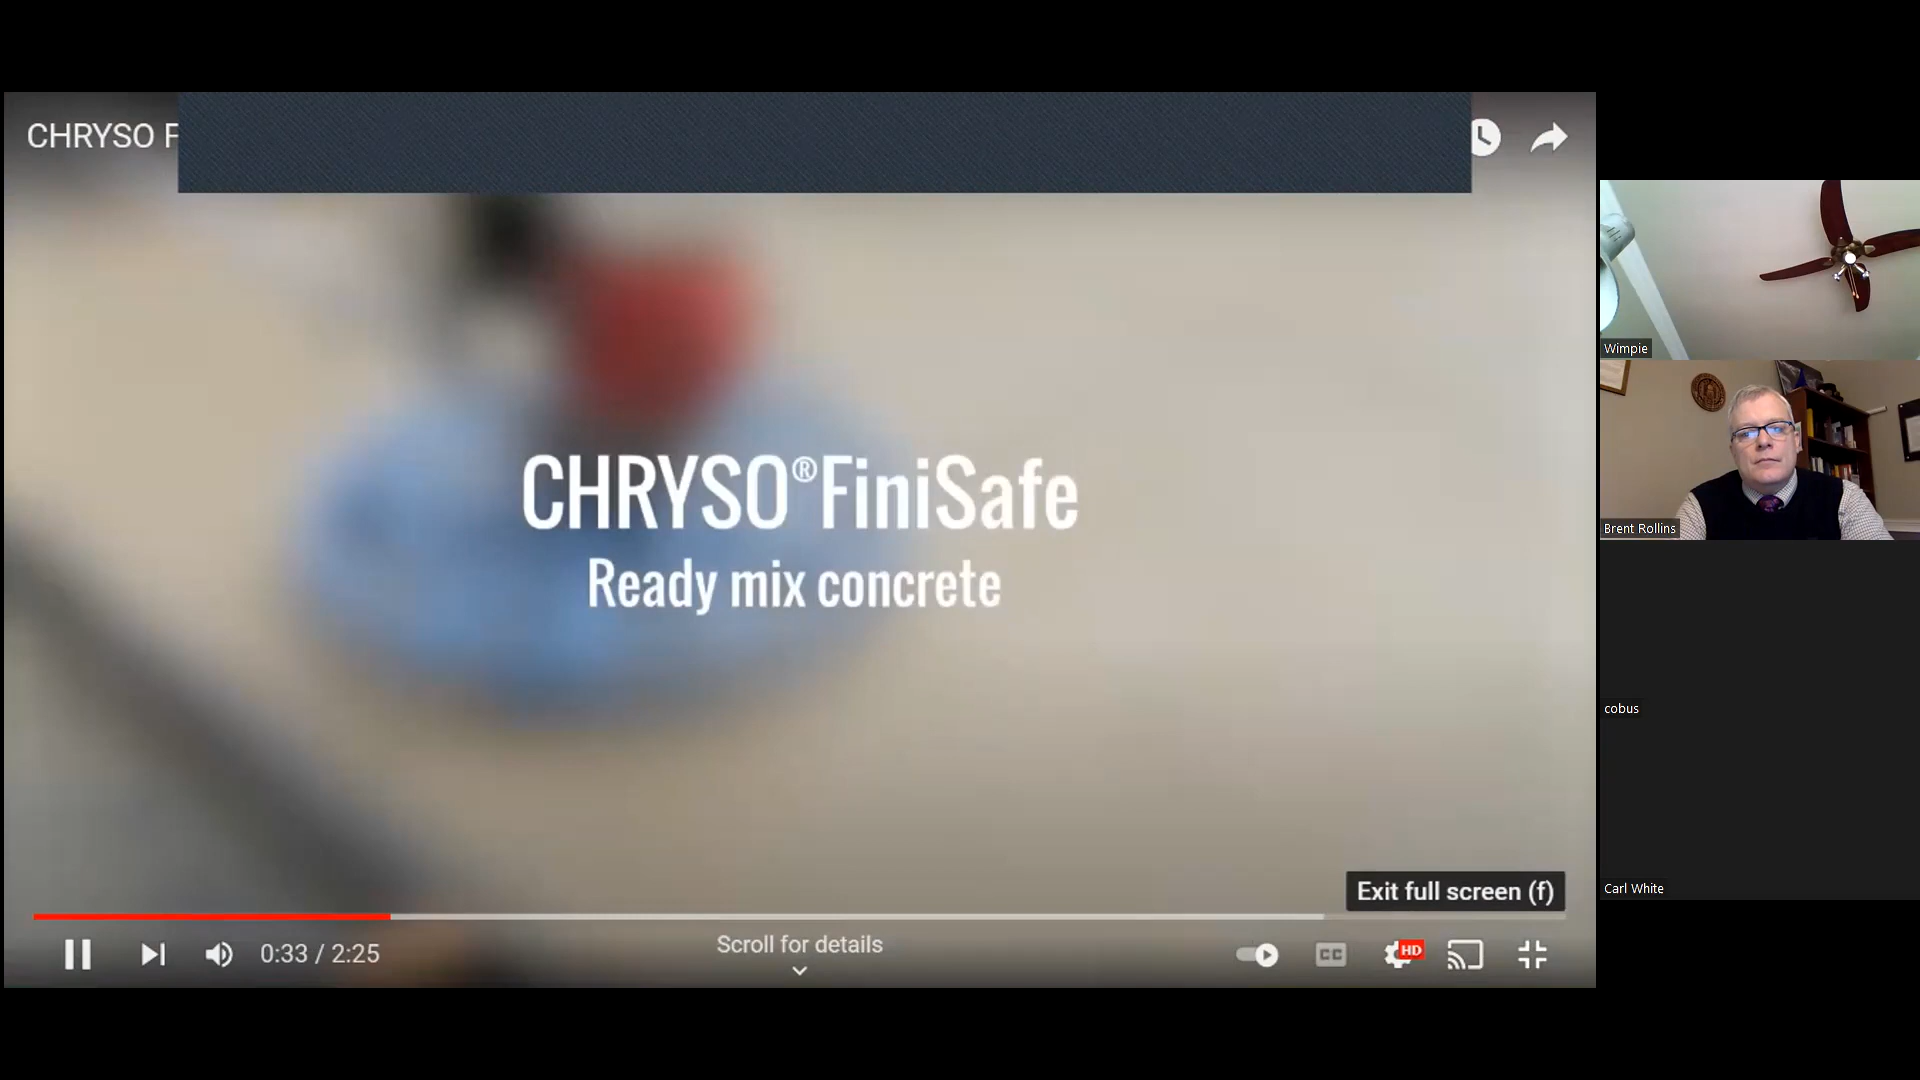 CHRYSO F
CHRYSO®FiniSafe
Ready mix concrete
Exit full screen (f)
0:33 / 2:25
Scroll for details
CC
HD
Wimpie
Brent Rollins
cobus
Carl White